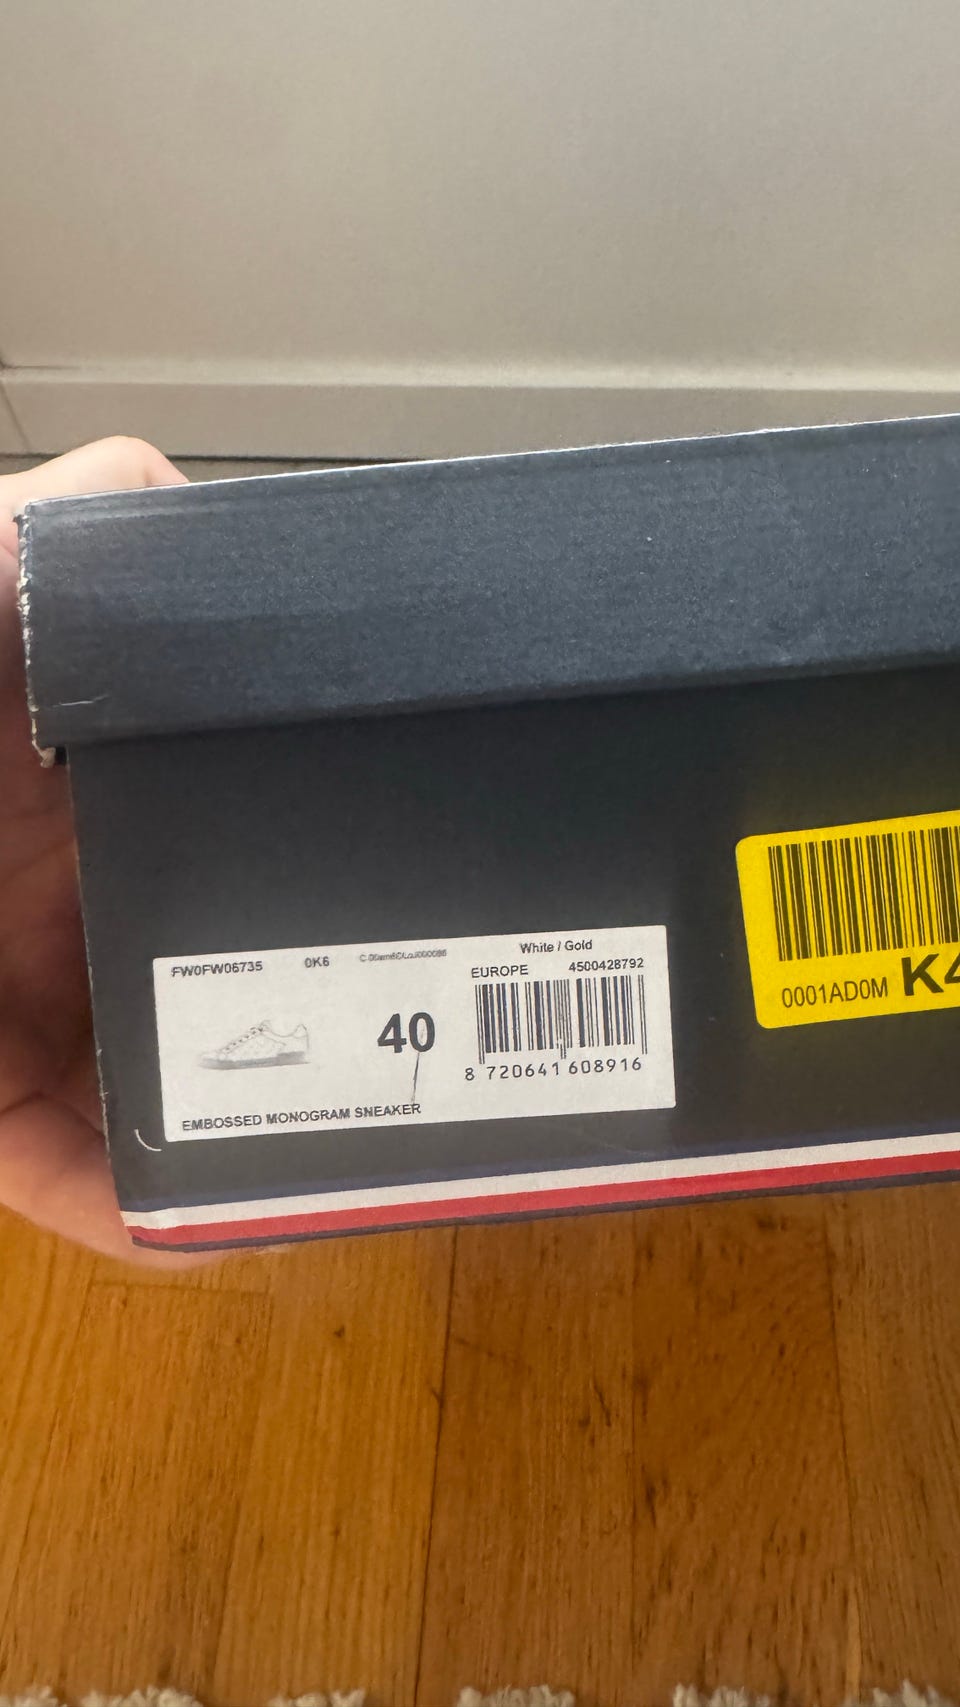 White / Gold
FW0FW06735 0K6
EUROPE 4500428792
40
8 720641 608916
EMBOSSED MONOGRAM SNEAKER
0001AD0M